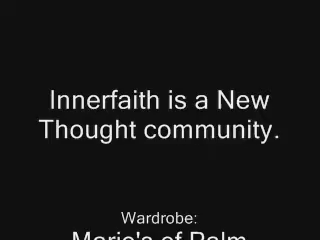 Innerfaith is a New
Thought community.
Wardrobe:
Marie's of Palm